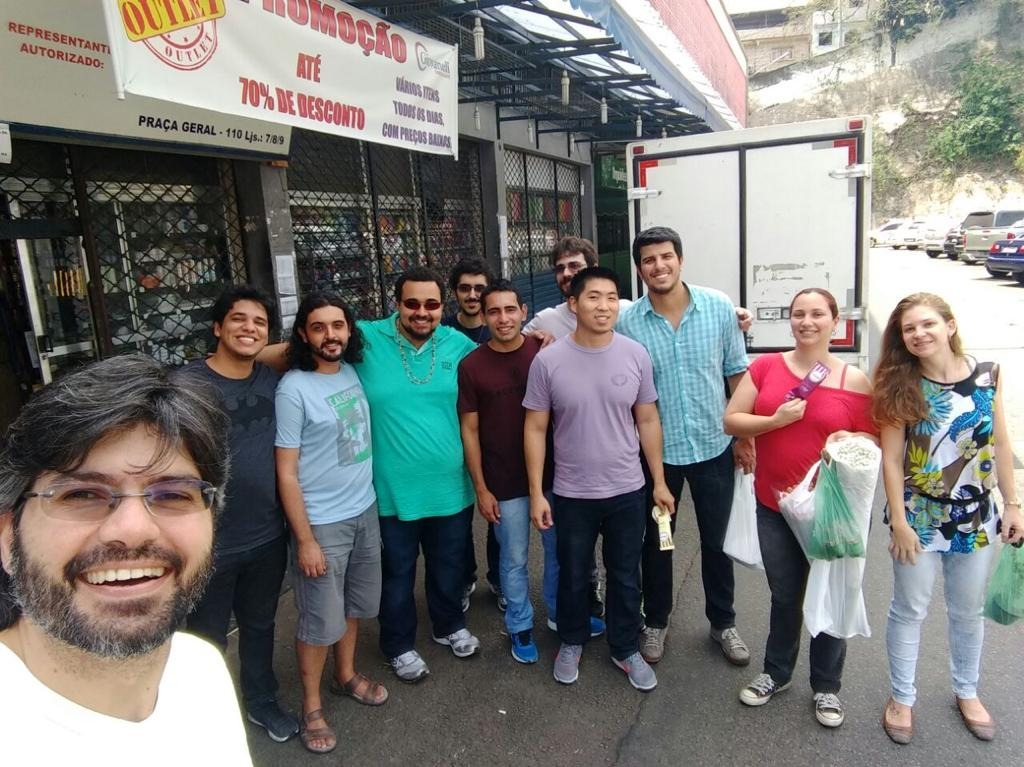 OUTLET
OUTLET
PROMOÇÃO
ATÉ
70% DE DESCONTO
VÁRIOS ITENS
TODOS OS DIAS,
COM PREÇOS BAIXOS.
REPRESENTANTE
AUTORIZADO:
PRAÇA GERAL - 110 Ljs.: 7/8/9
CALIFORNIA